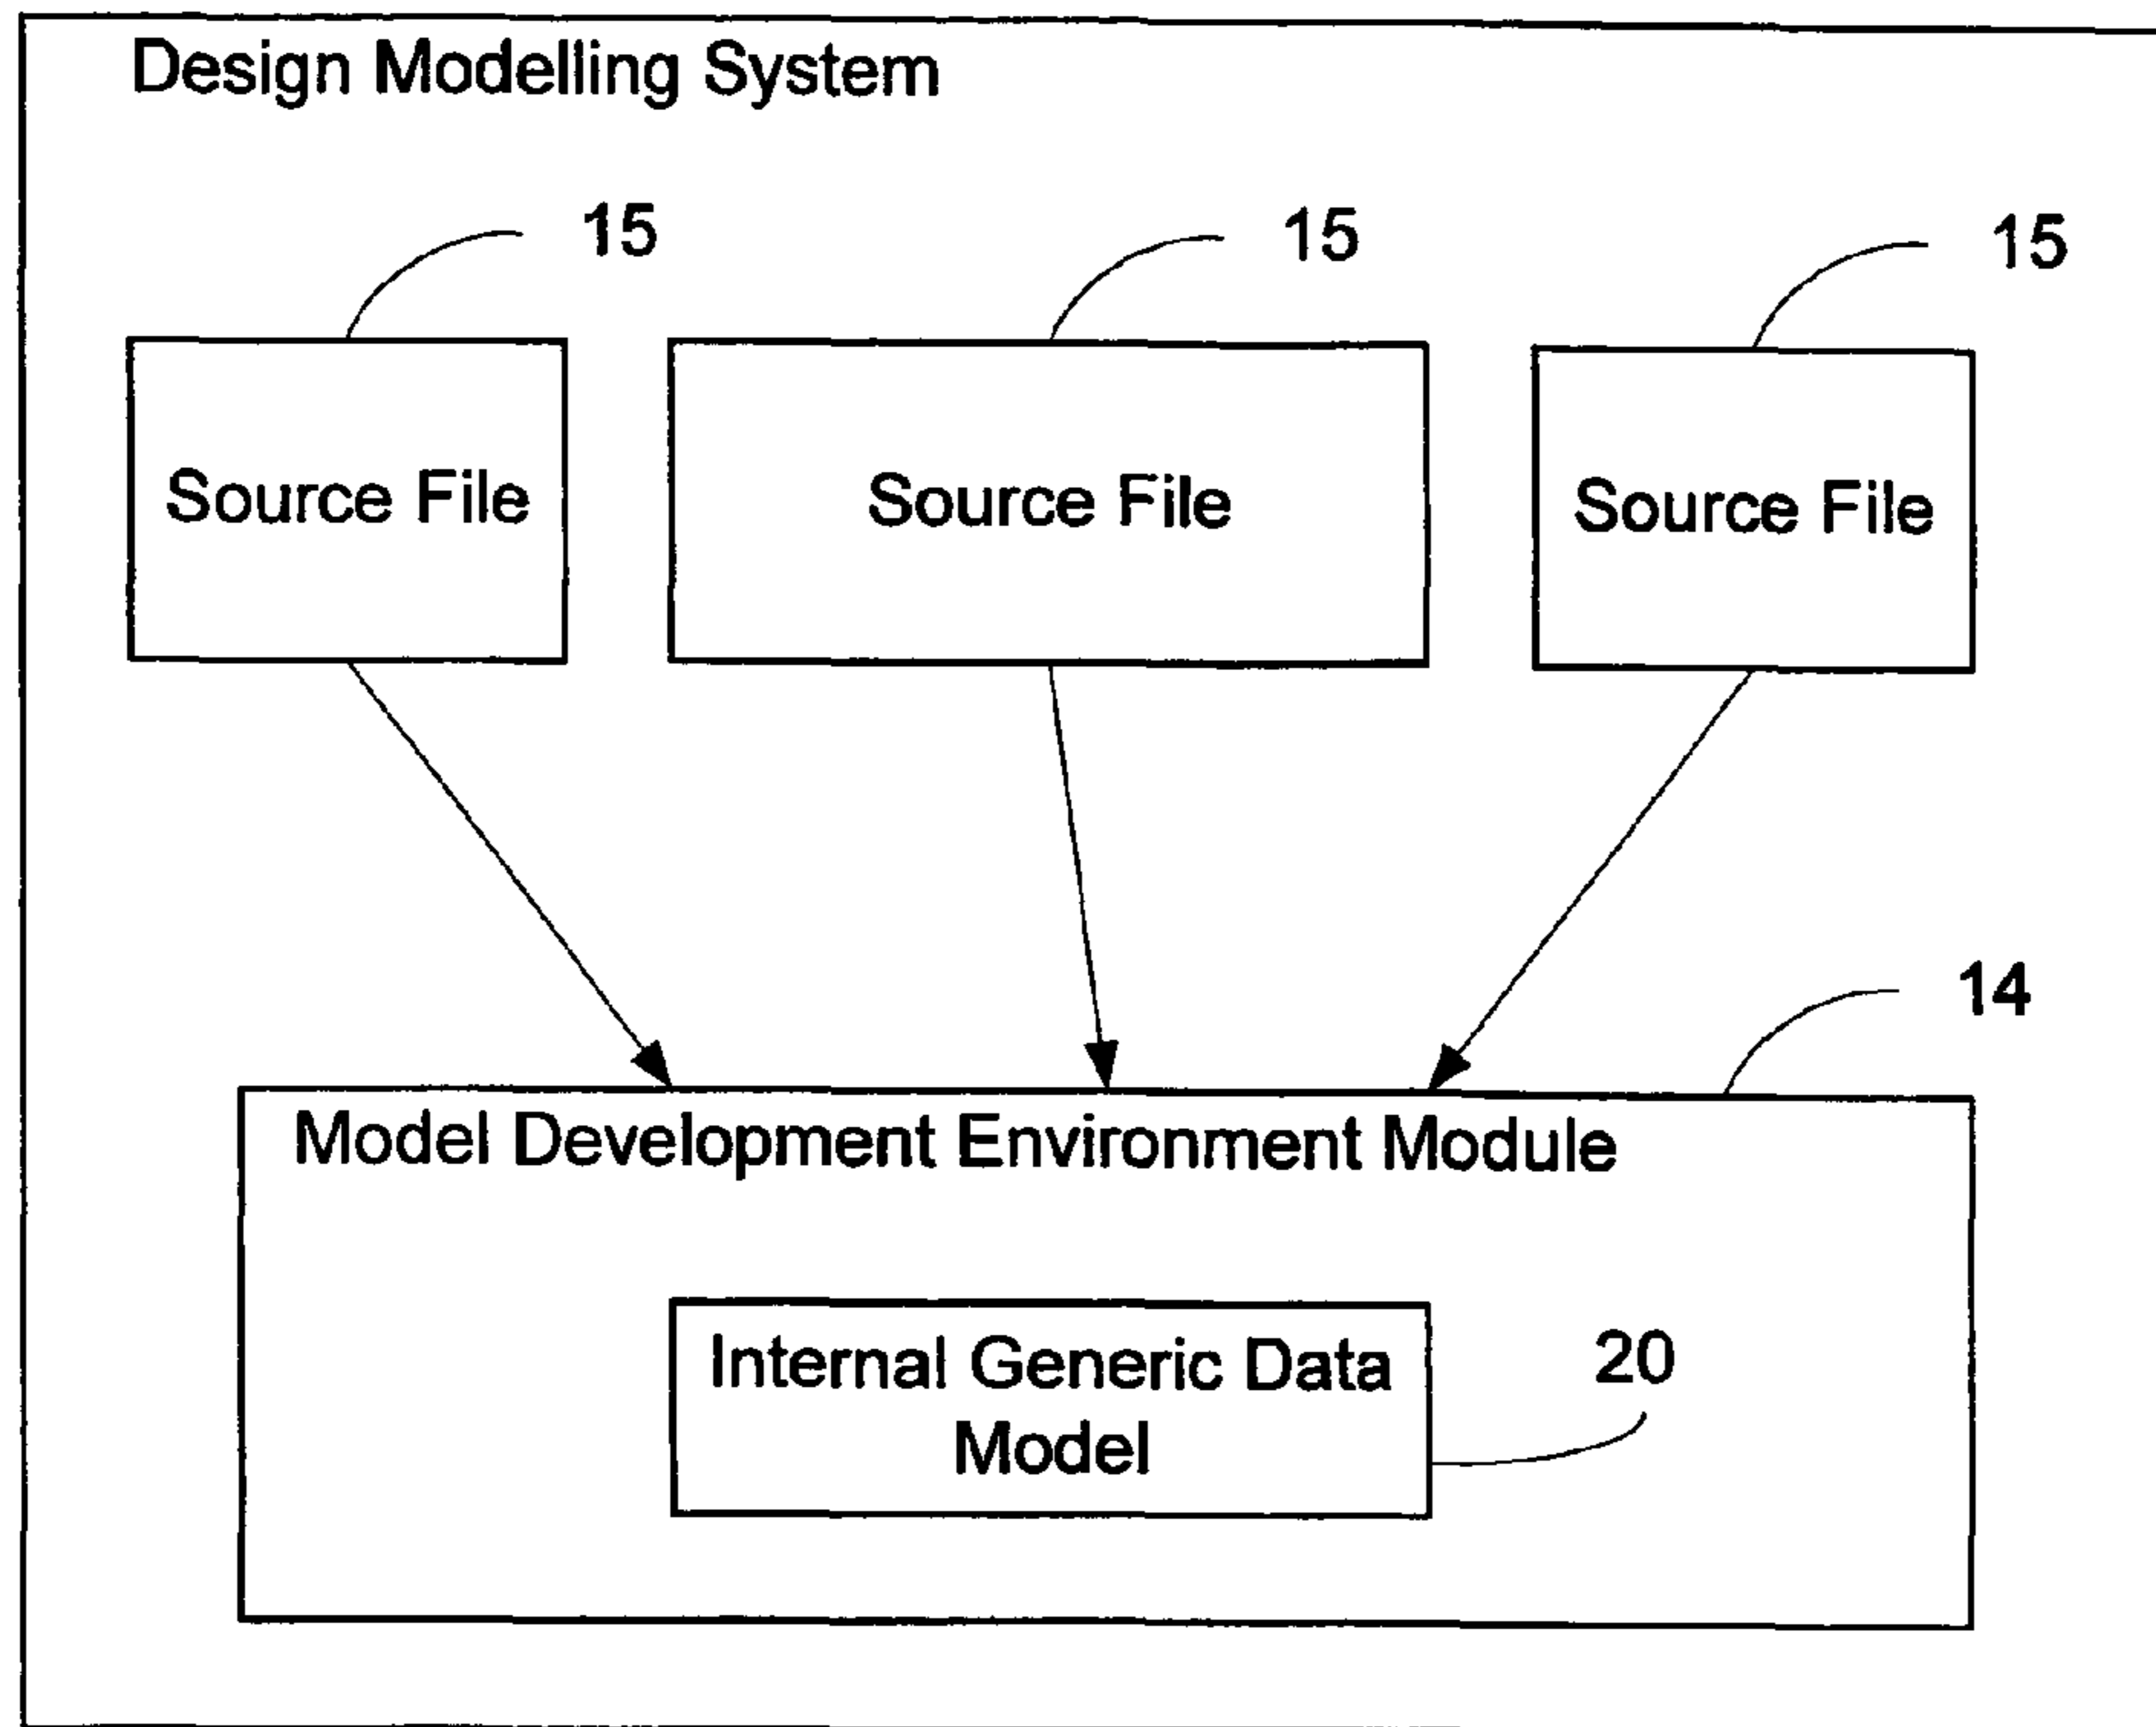 Design Modelling System
15
15
15
Source File
Source File
Source File
14
Model Development Environment Module
Internal Generic Data
Model
20